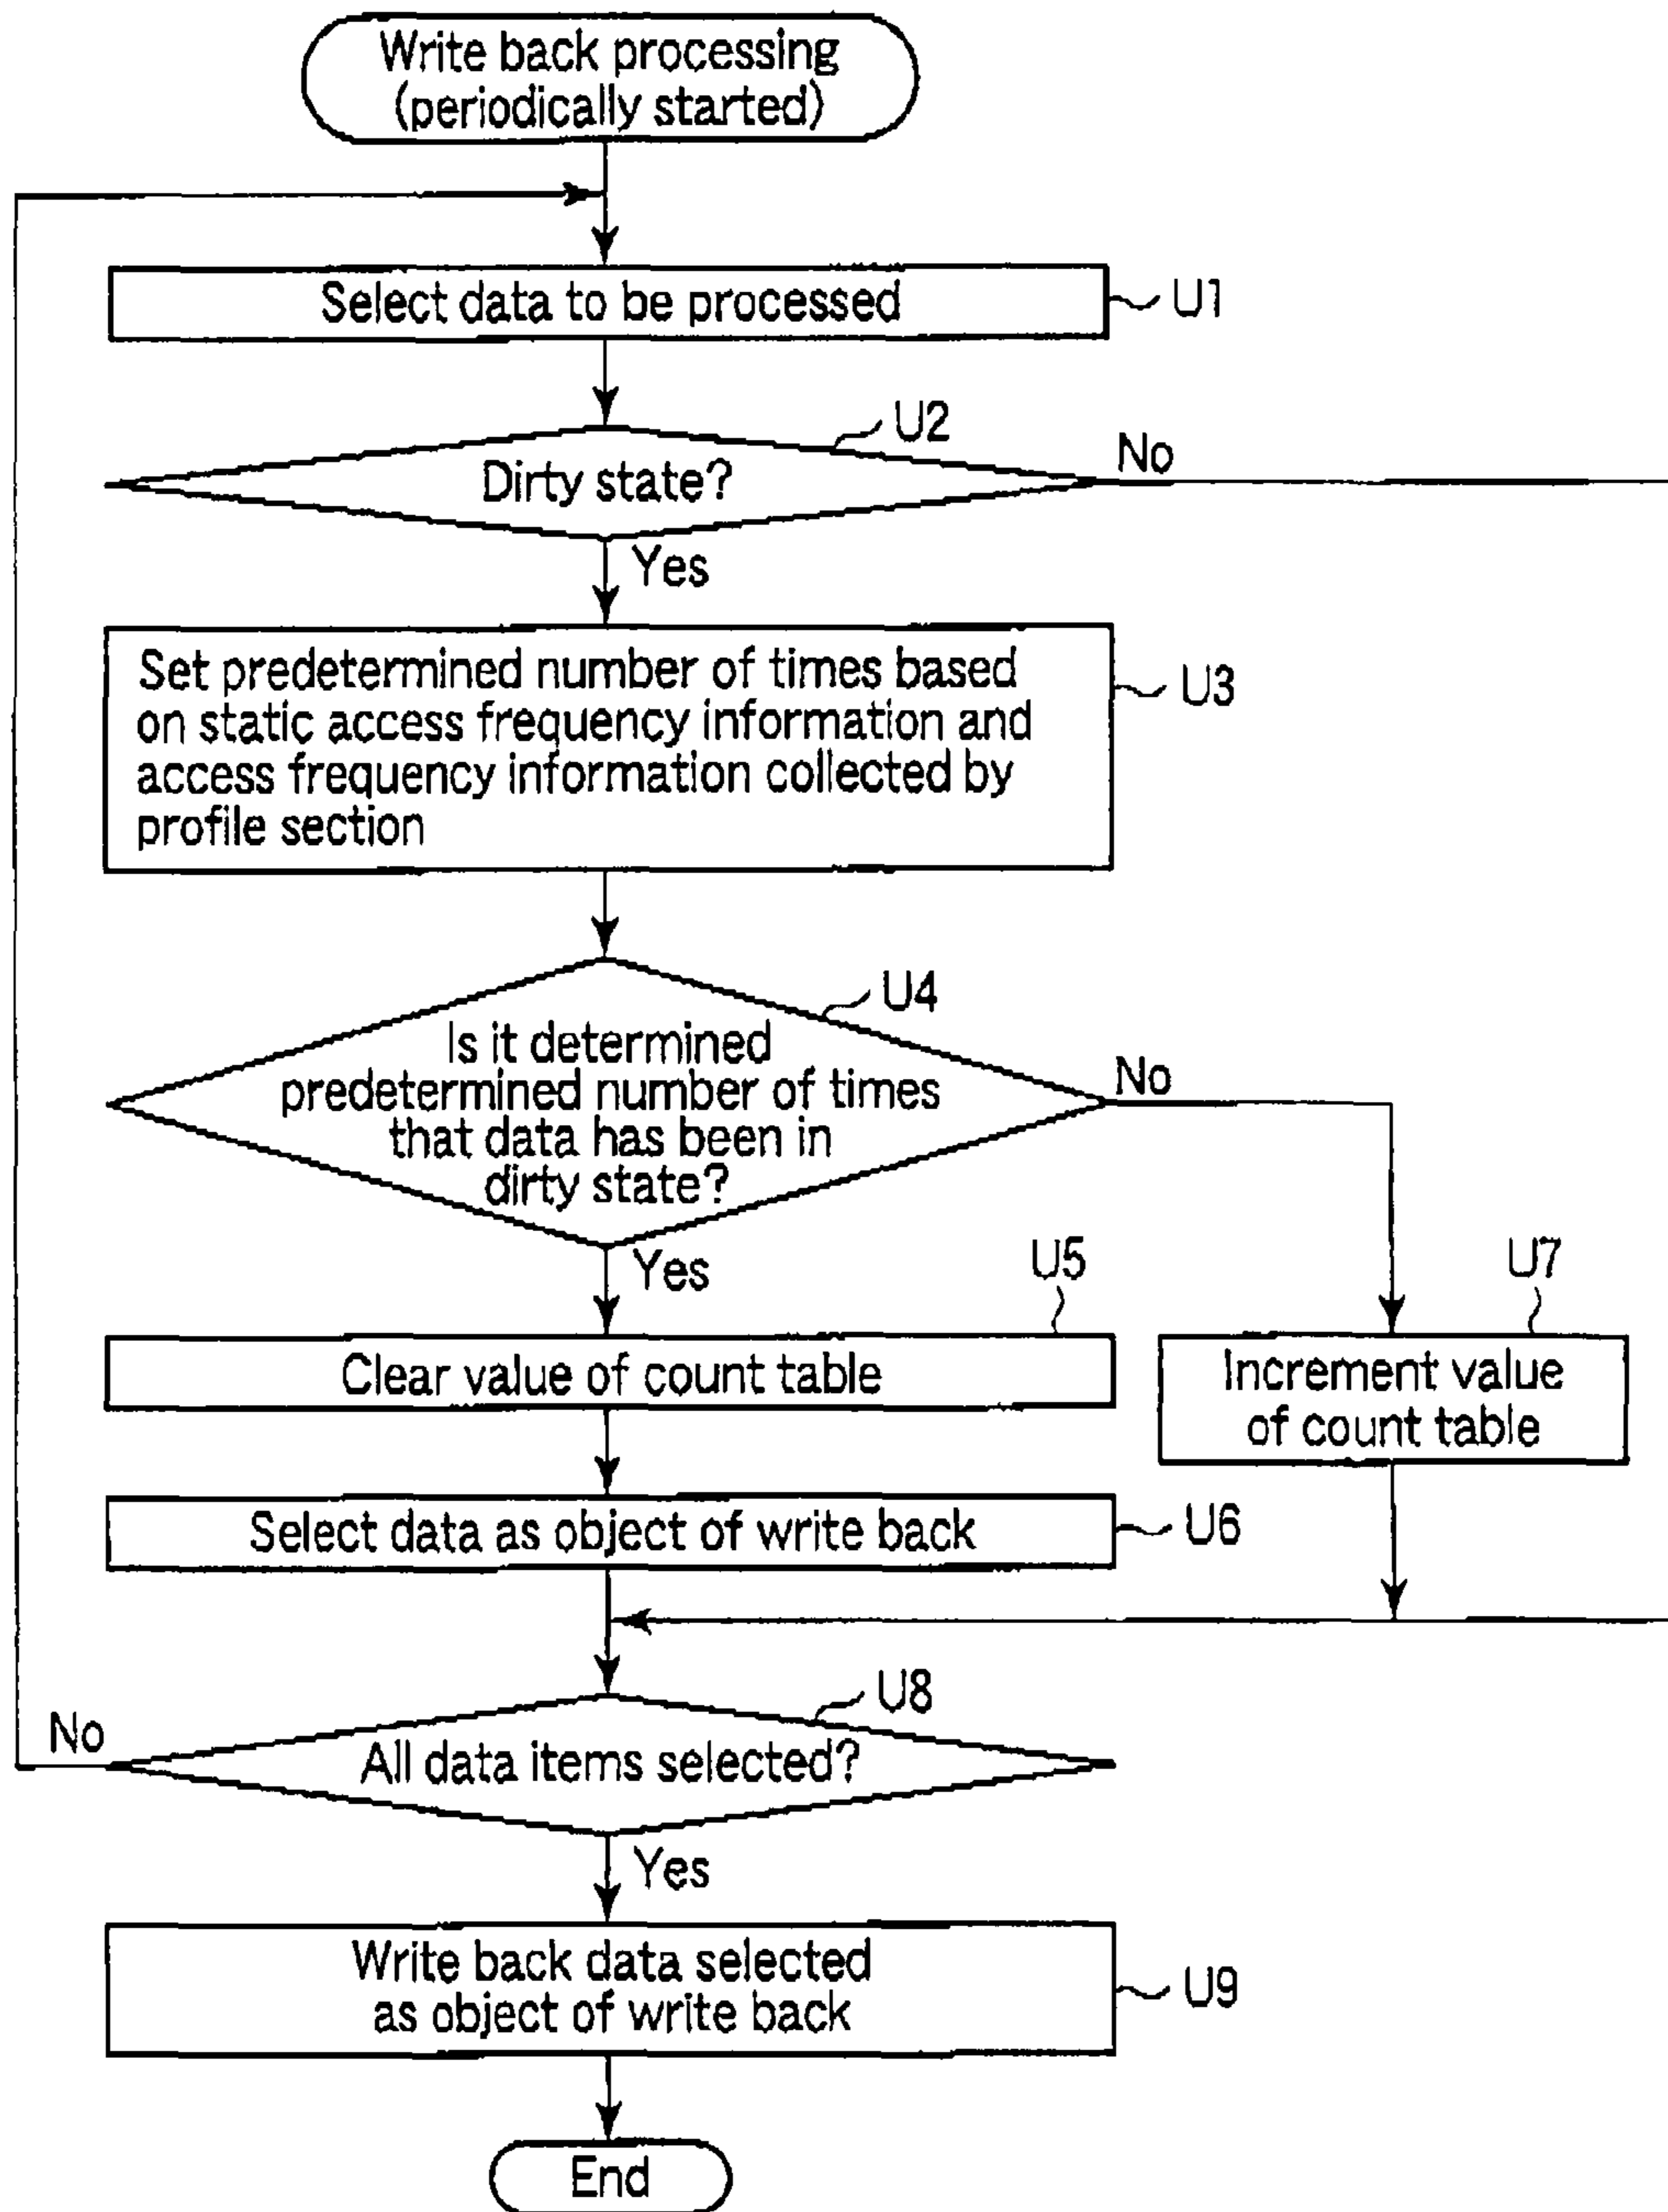 Write back processing
(periodically started)
Select data to be processed
U1
U2
Dirty state?
No
Yes
Set predetermined number of times based
on static access frequency information and
access frequency information collected by
profile section
U3
U4
Is it determined
predetermined number of times
that data has been in
dirty state?
No
Yes
U5
U7
Clear value of count table
Increment value
of count table
Select data as object of write back
U6
U8
No
All data items selected?
Yes
Write back data selected
as object of write back
U9
End